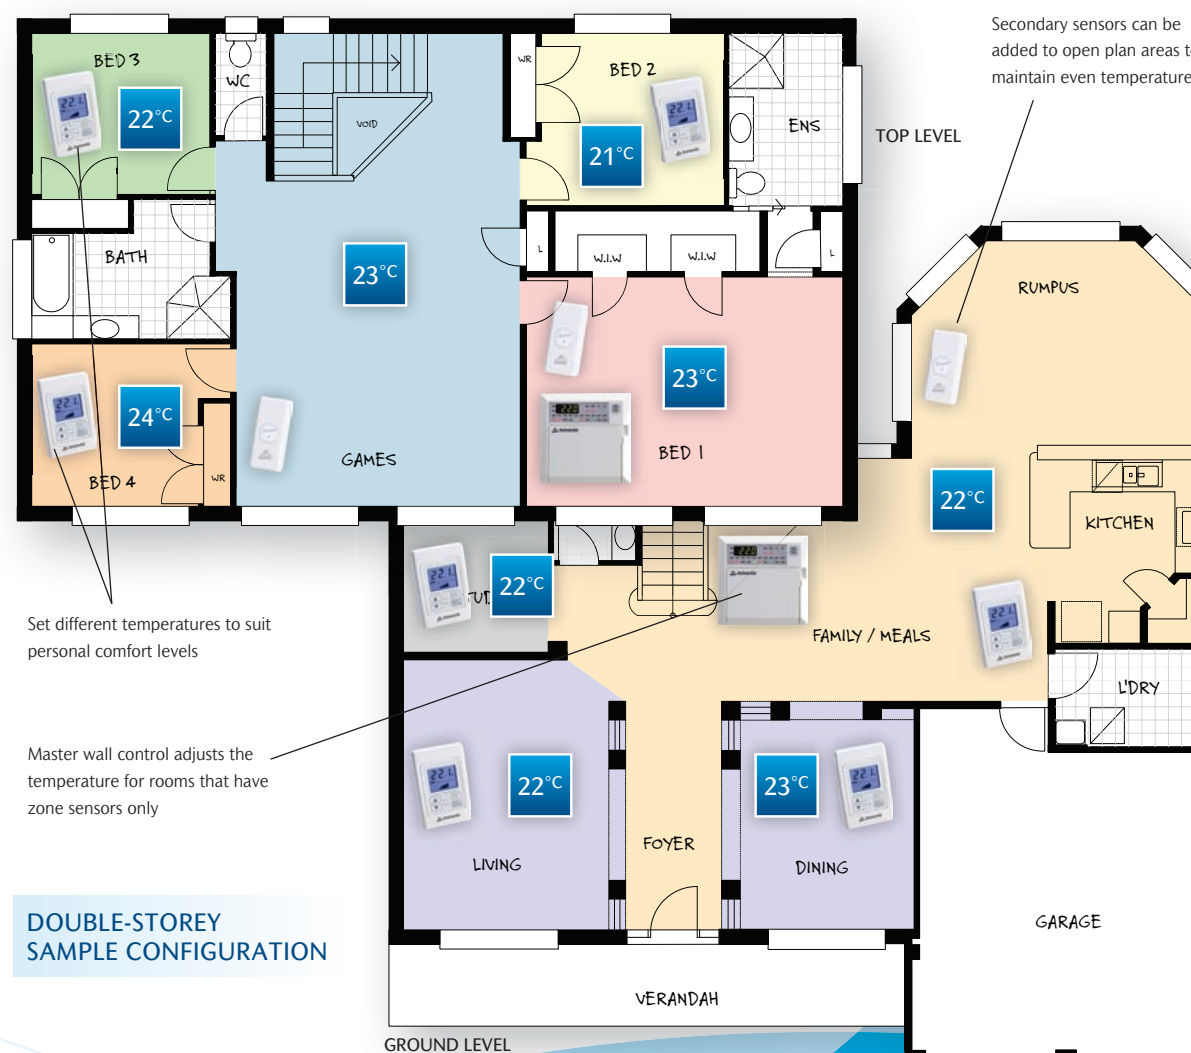 Secondary sensors can be
added to open plan areas
maintain even temperature
TOP LEVEL
BED 3
22°C
WC
VOID
WR
BED 2
21°C
ENS
BATH
23°C
L
W.I.W
W.I.W
L
RUMPUS
23°C
24°C
BED 4
WR
GAMES
BED 1
22°C
KITCHEN
22°C
FAMILY / MEALS
L'DRY
Set different temperatures to suit
personal comfort levels
Master wall control adjusts the
temperature for rooms that have
zone sensors only
22°C
23°C
LIVING
FOYER
DINING
GARAGE
DOUBLE-STOREY
SAMPLE CONFIGURATION
VERANDAH
GROUND LEVEL